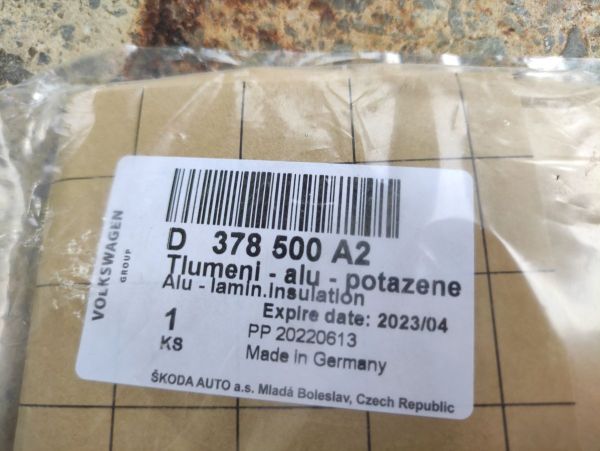 VOLKSWAGEN
GROUP
D 378 500 A2
Tlumeni - alu - potazene
Alu - lamin.Insulation
Expire date: 2023/04
1
KS
PP 20220613
Made in Germany
ŠKODA AUTO a.s. Mladá Boleslav, Czech Republic